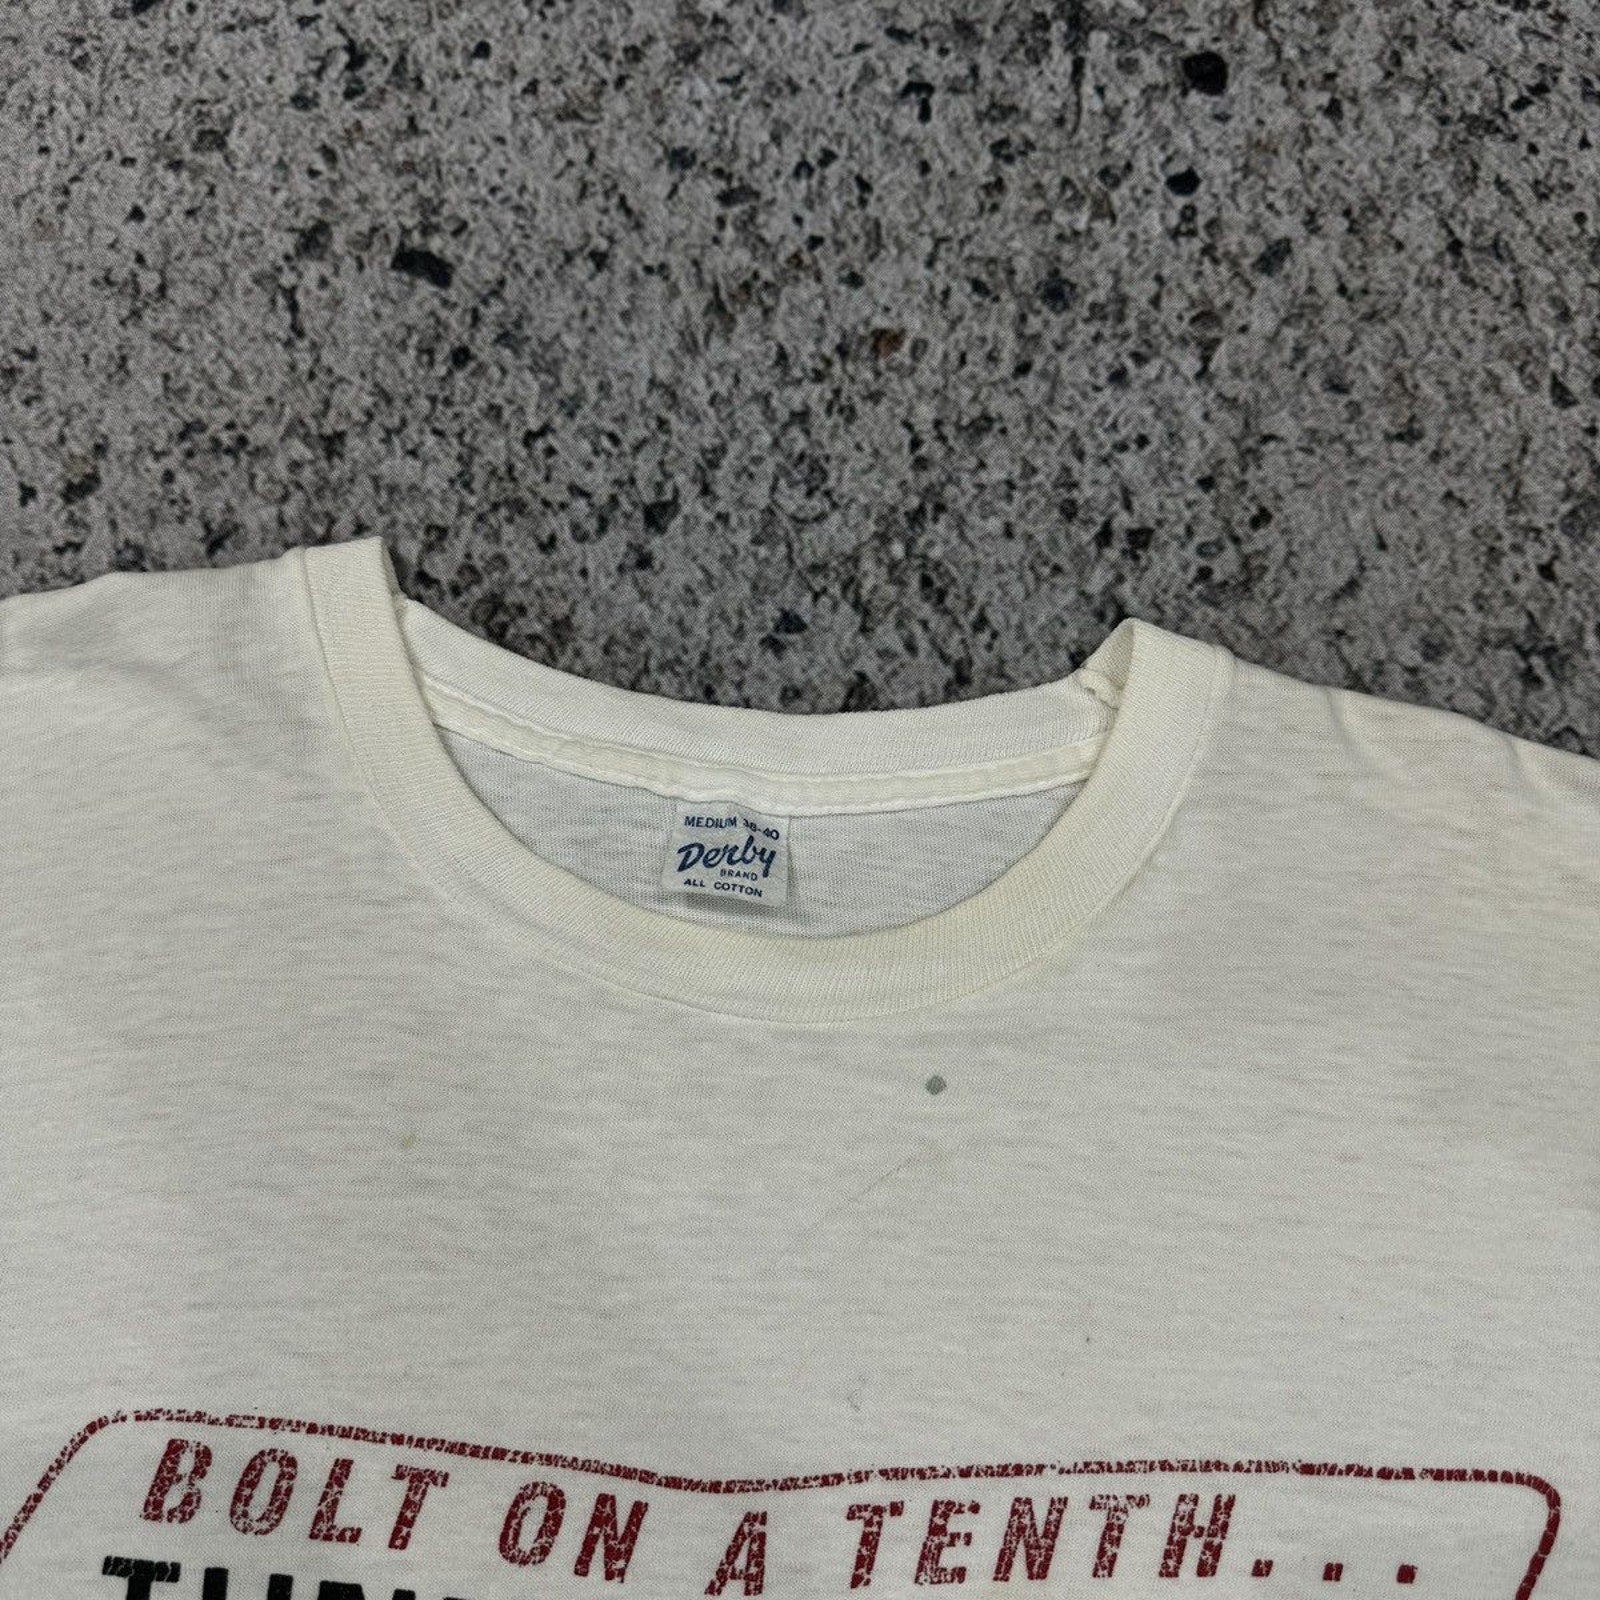 MEDIUM 38-40
Derby
BRAND
ALL COTTON
BOLT ON A TENTH...